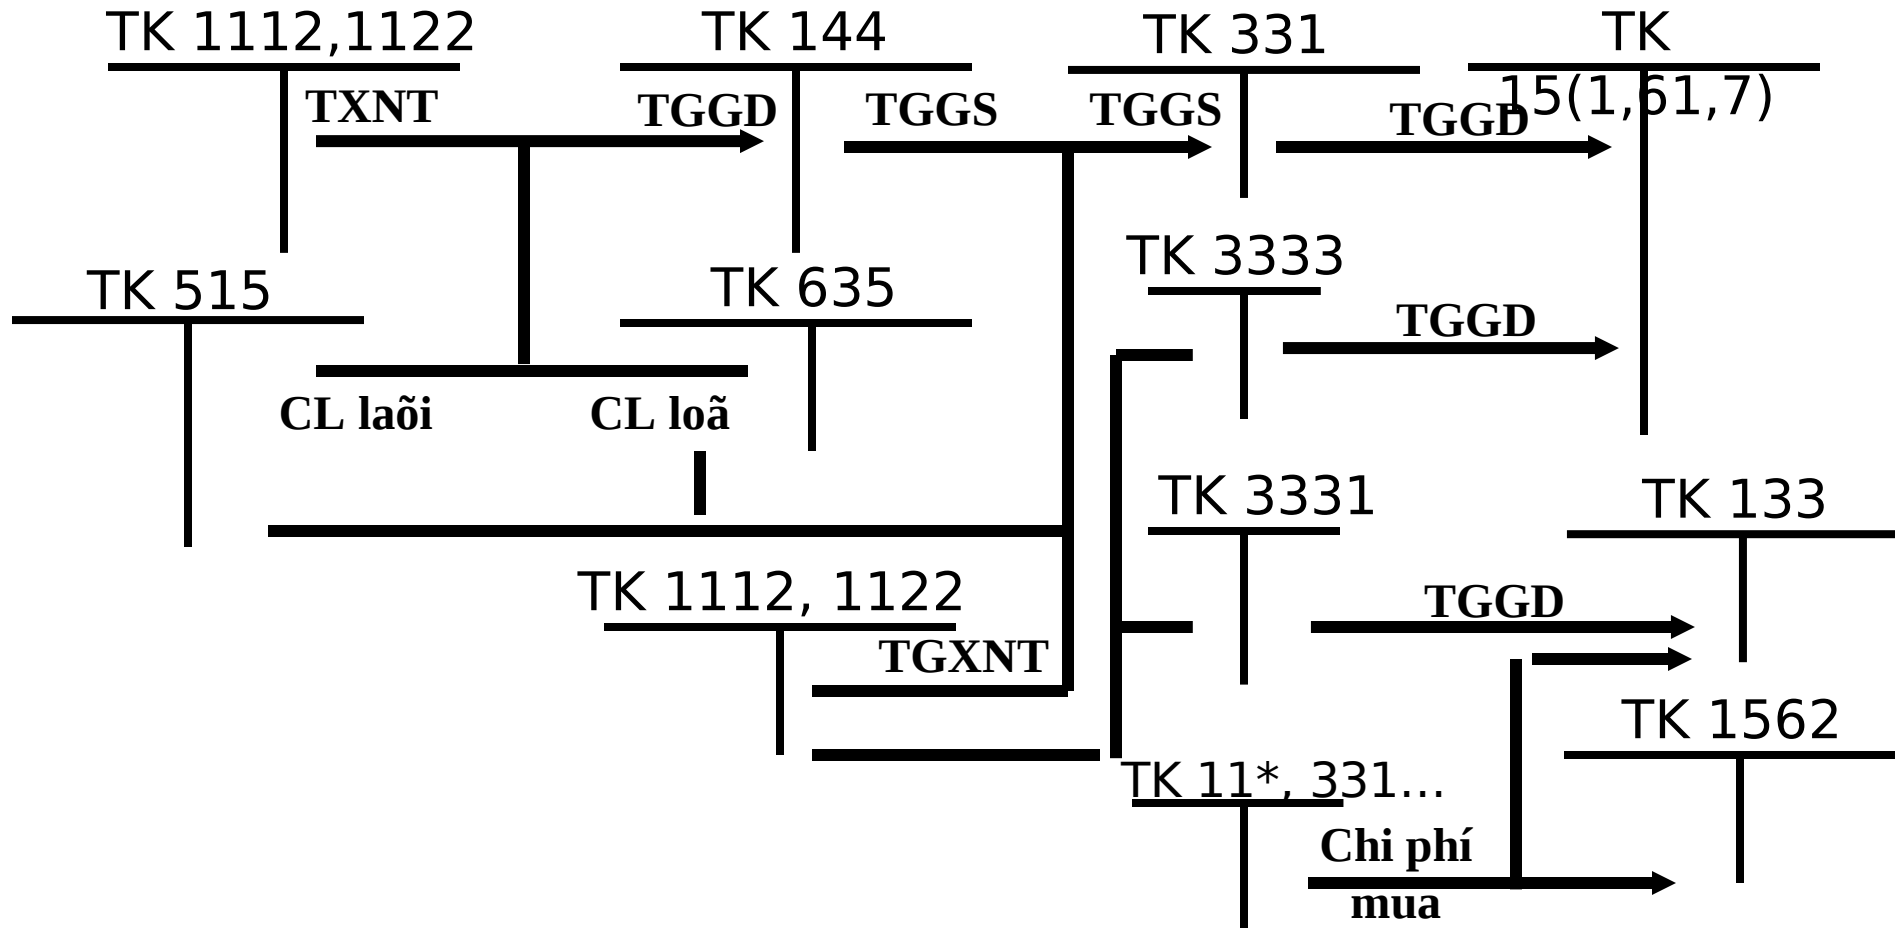 TK 1112,1122
TK 144
TK 331
TK
15(1,61,7)
TXNT
TGGD
TGGS
TGGS
TGGD
TK 3333
TK 515
TK 635
TGGD
CL laõi
CL loã
TK 3331
TK 133
TK 1112, 1122
TGGD
TGXNT
TK 1562
TK 11*, 331...
Chi phí
mua